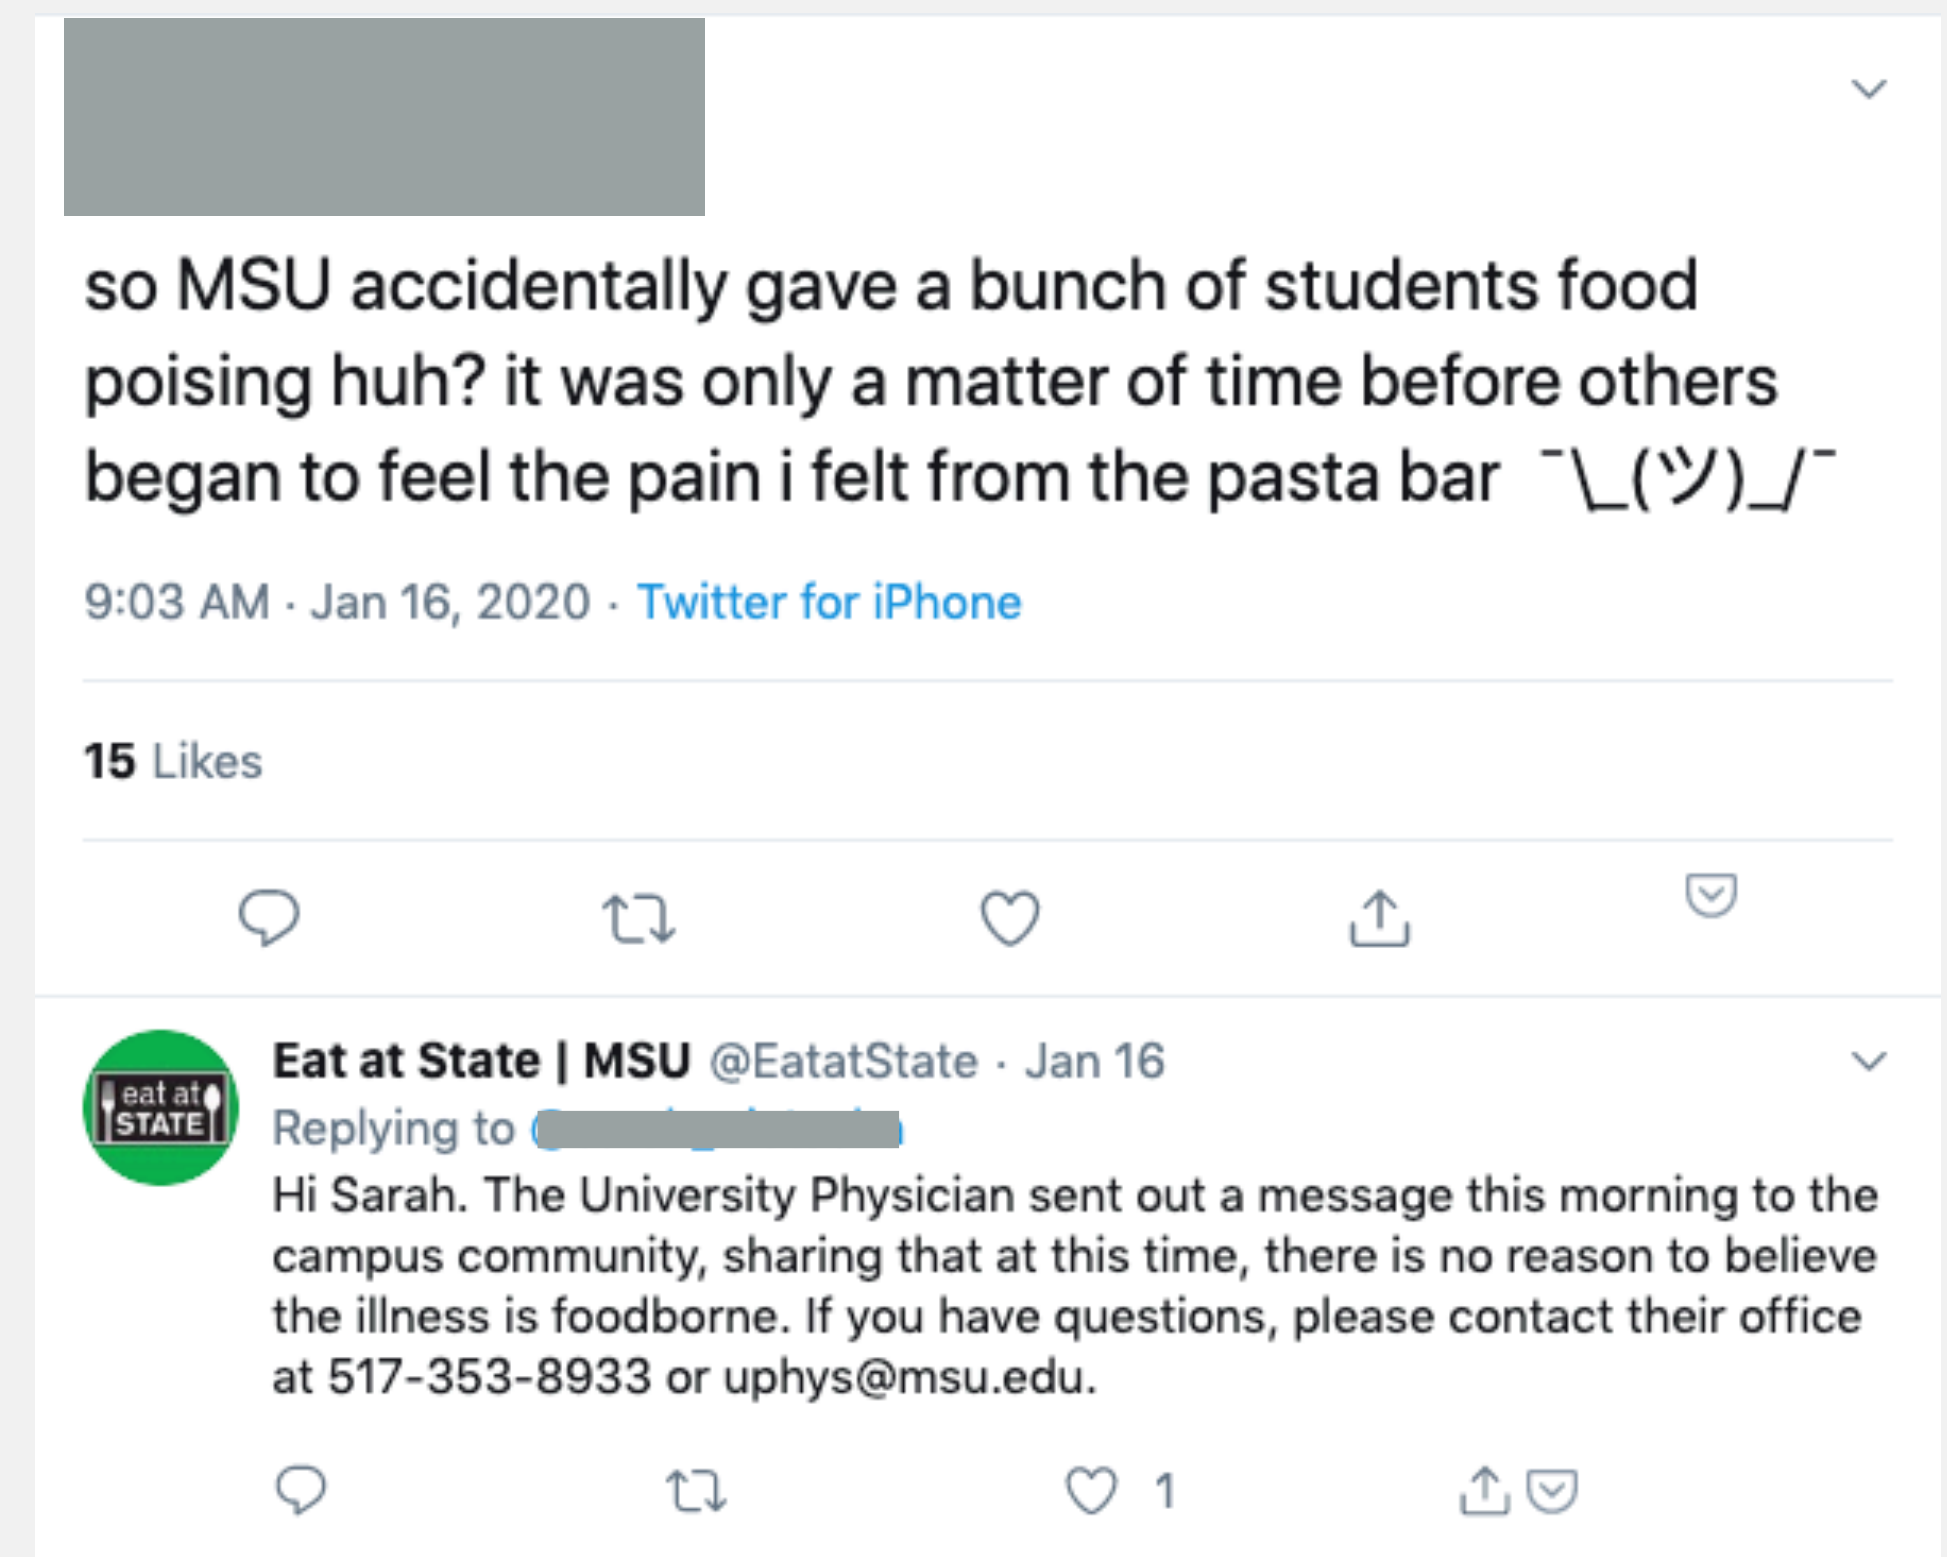 so MSU accidentally gave a bunch of students food
poising huh? it was only a matter of time before others
began to feel the pain i felt from the pasta bar ¯\_(ツ)_/¯
9:03 AM · Jan 16, 2020 · Twitter for iPhone
15 Likes
Eat at State | MSU @EatatState · Jan 16
eat at
STATE
Replying to
Hi Sarah. The University Physician sent out a message this morning to the
campus community, sharing that at this time, there is no reason to believe
the illness is foodborne. If you have questions, please contact their office
at 517-353-8933 or uphys@msu.edu.
1